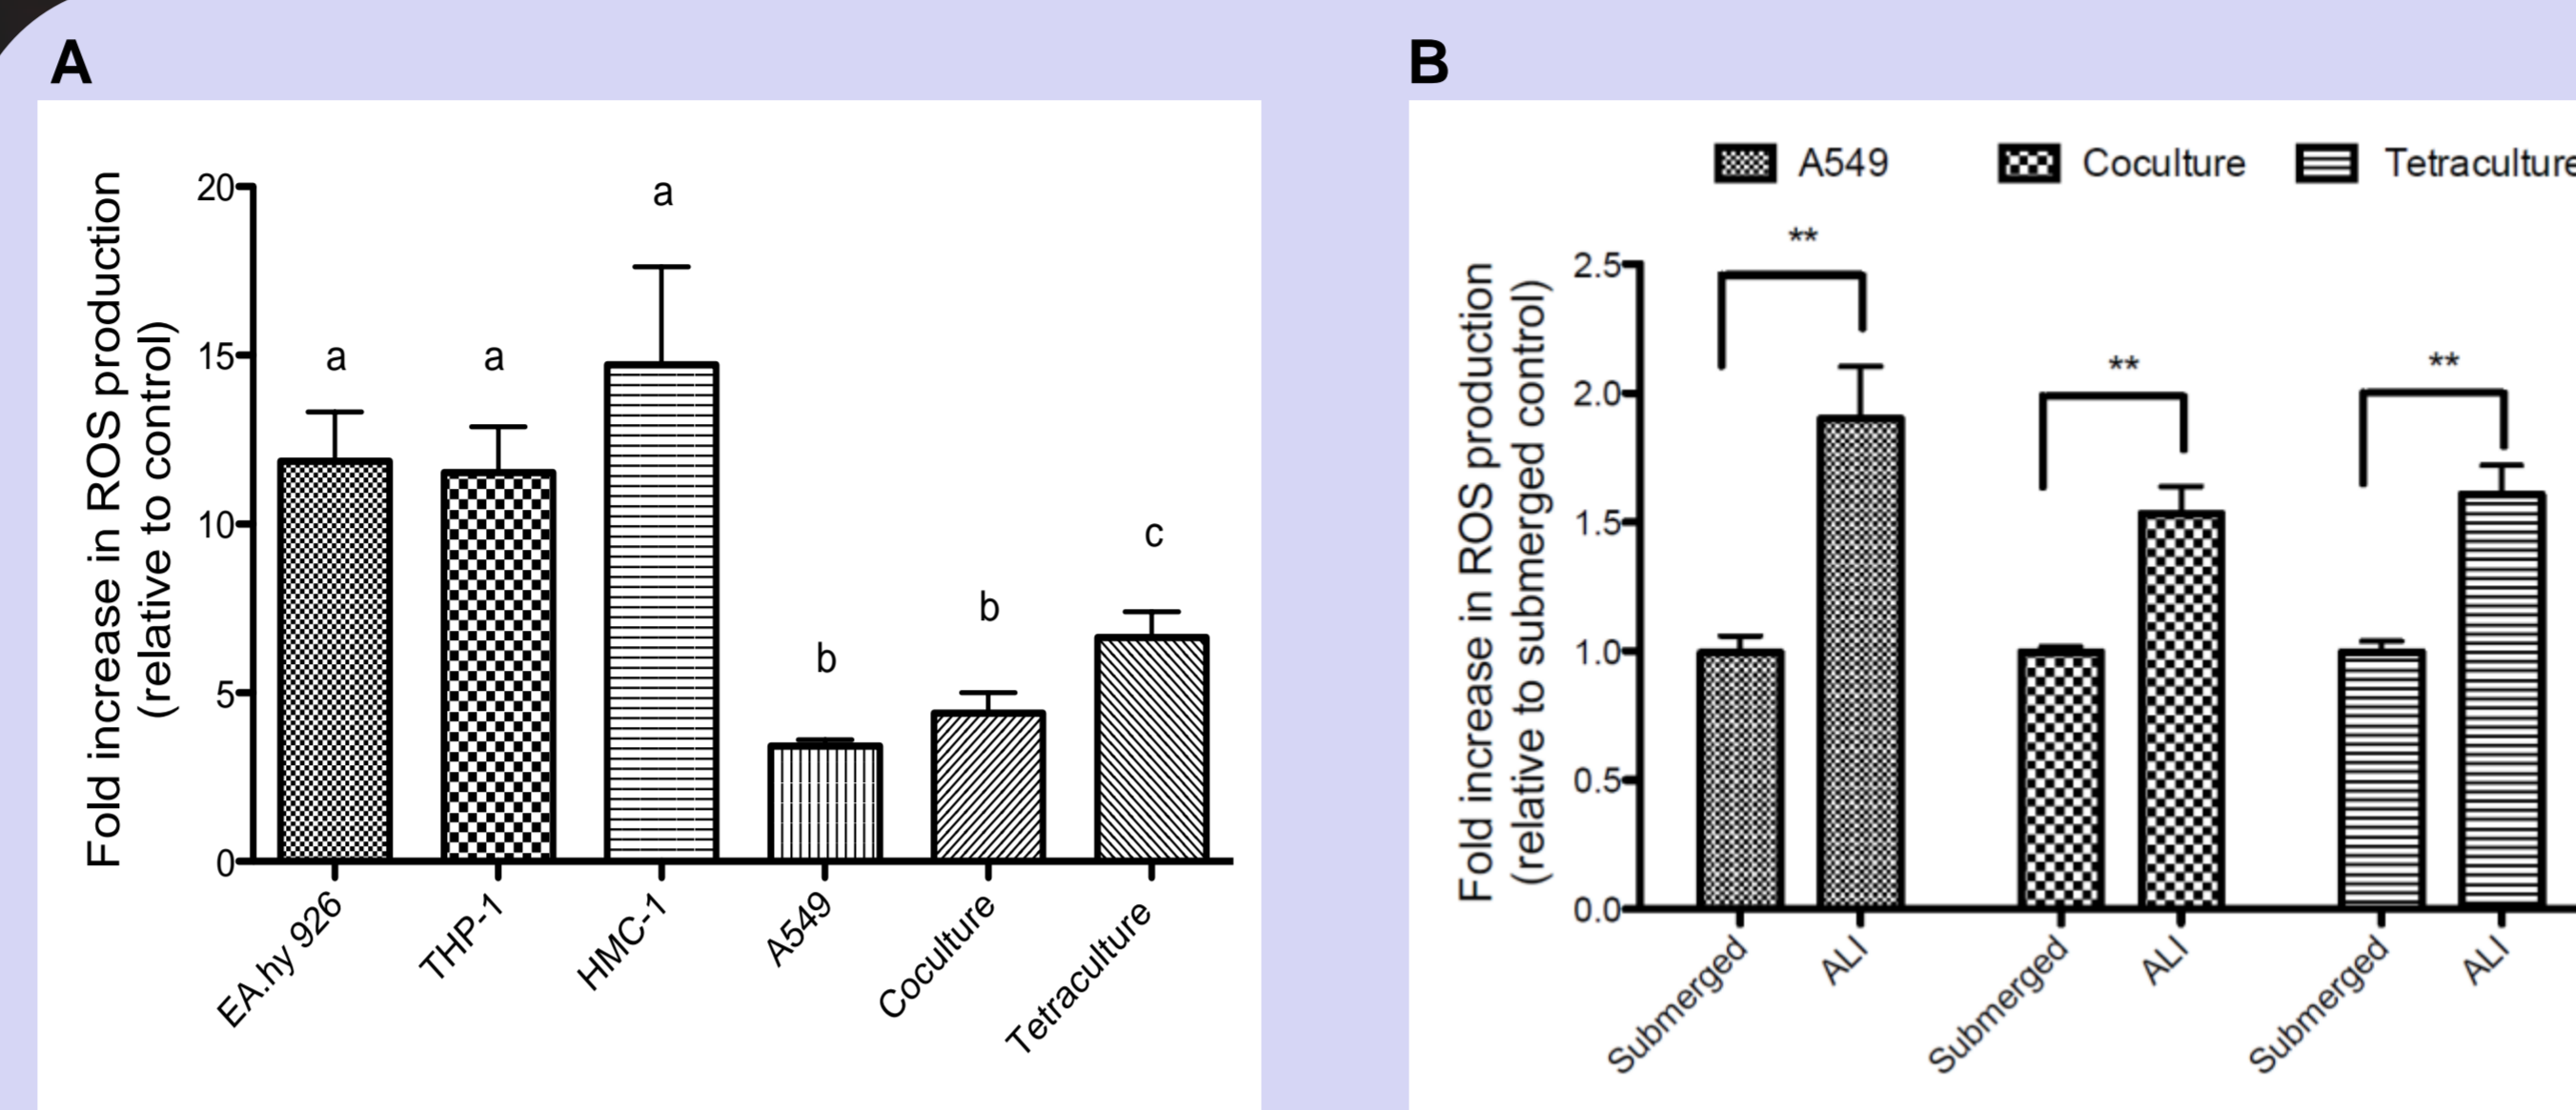 A
Fold increase in ROS production
(relative to control)
20
15
10
5
0
a
a
a
b
b
c
EA.hy 926
THP-1
HMC-1
A549
Coculture
Tetraculture
B
A549
Coculture
Tetraculture
Fold increase in ROS production
(relative to submerged control)
2.5
2.0
1.5
1.0
0.5
0.0
**
**
**
Submerged
ALI
Submerged
ALI
Submerged
ALI